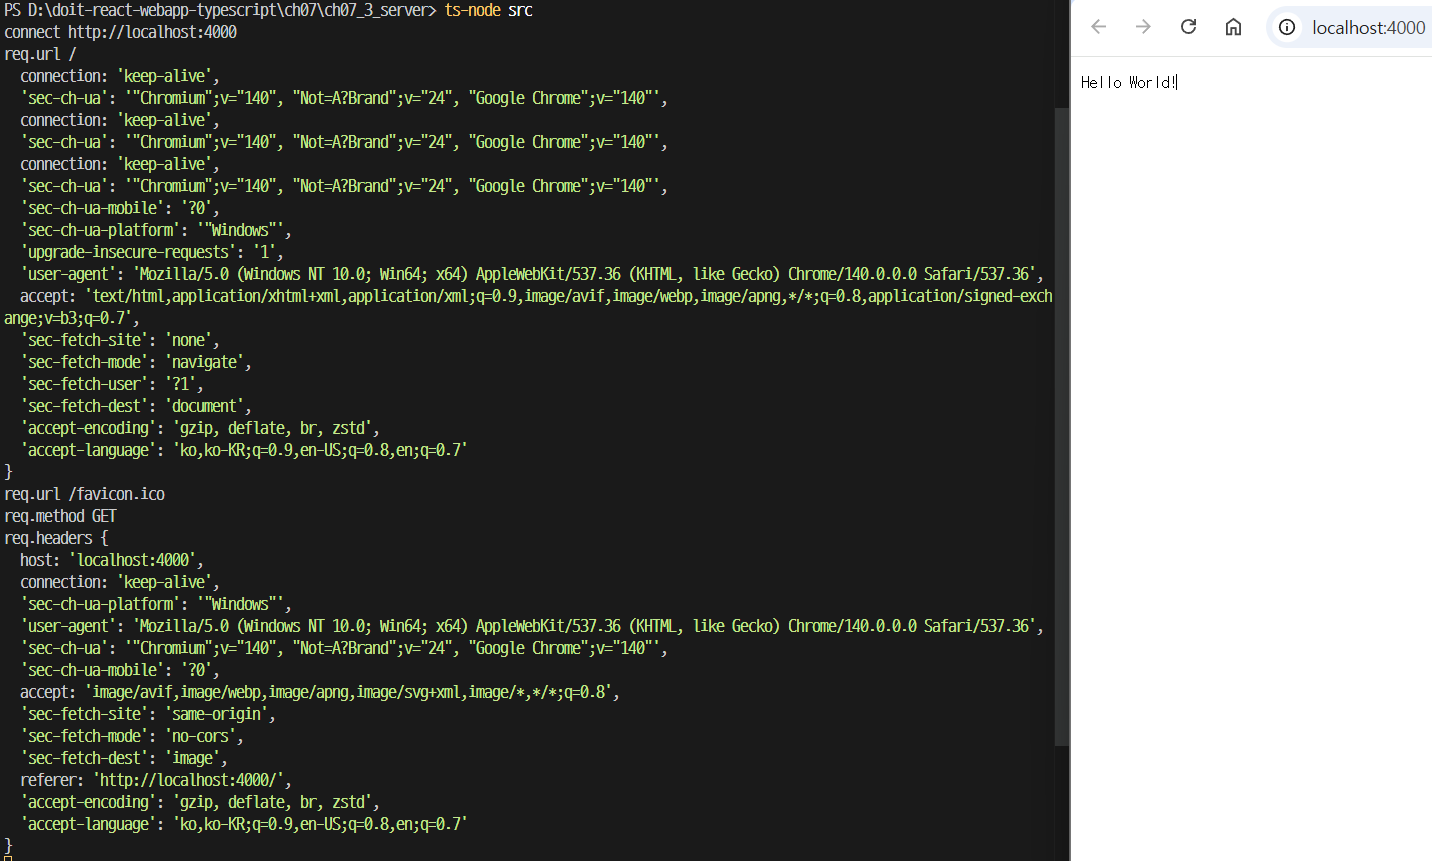 PS D:\doit-react-webapp-typescript\ch07\ch07_3_server> ts-node src
connect http://localhost:4000
req.url /
  connection: 'keep-alive',
  'sec-ch-ua': '"Chromium";v="140", "Not=A?Brand";v="24", "Google Chrome";v="140"',
  connection: 'keep-alive',
  'sec-ch-ua': '"Chromium";v="140", "Not=A?Brand";v="24", "Google Chrome";v="140"',
  connection: 'keep-alive',
  'sec-ch-ua': '"Chromium";v="140", "Not=A?Brand";v="24", "Google Chrome";v="140"',
  'sec-ch-ua-mobile': '?0',
  'sec-ch-ua-platform': '"Windows"',
  'upgrade-insecure-requests': '1',
  'user-agent': 'Mozilla/5.0 (Windows NT 10.0; Win64; x64) AppleWebKit/537.36 (KHTML, like Gecko) Chrome/140.0.0.0 Safari/537.36',
  accept: 'text/html,application/xhtml+xml,application/xml;q=0.9,image/avif,image/webp,image/apng,*/*;q=0.8,application/signed-exch
ange;v=b3;q=0.7',
  'sec-fetch-site': 'none',
  'sec-fetch-mode': 'navigate',
  'sec-fetch-user': '?1',
  'sec-fetch-dest': 'document',
  'accept-encoding': 'gzip, deflate, br, zstd',
  'accept-language': 'ko,ko-KR;q=0.9,en-US;q=0.8,en;q=0.7'
}
req.url /favicon.ico
req.method GET
req.headers {
  host: 'localhost:4000',
  connection: 'keep-alive',
  'sec-ch-ua-platform': '"Windows"',
  'user-agent': 'Mozilla/5.0 (Windows NT 10.0; Win64; x64) AppleWebKit/537.36 (KHTML, like Gecko) Chrome/140.0.0.0 Safari/537.36',
  'sec-ch-ua': '"Chromium";v="140", "Not=A?Brand";v="24", "Google Chrome";v="140"',
  'sec-ch-ua-mobile': '?0',
  accept: 'image/avif,image/webp,image/apng,image/svg+xml,image/*,*/*;q=0.8',
  'sec-fetch-site': 'same-origin',
  'sec-fetch-mode': 'no-cors',
  'sec-fetch-dest': 'image',
  referer: 'http://localhost:4000/',
  'accept-encoding': 'gzip, deflate, br, zstd',
  'accept-language': 'ko,ko-KR;q=0.9,en-US;q=0.8,en;q=0.7'
}
localhost:4000
Hello World!